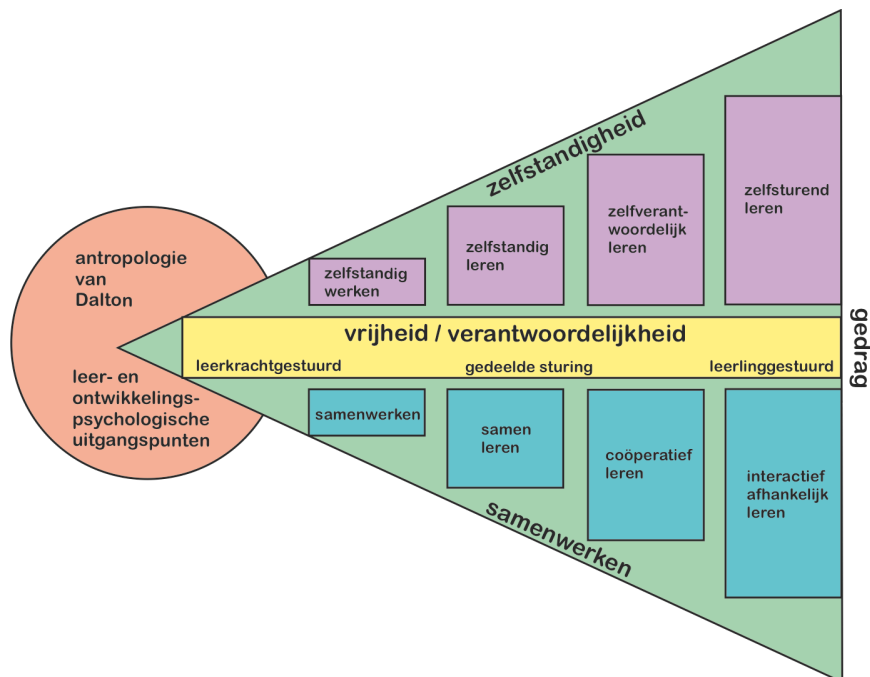 antropologie
van
Dalton
leer- en
ontwikkelings-
psychologische
uitgangspunten
zelfstandigheid
zelfstandig
werken
zelfstandig
leren
zelfverant-
woordelijk
leren
zelfsturend
leren
vrijheid / verantwoordelijkheid
leerkrachtgestuurd
gedeelde sturing
leerlinggestuurd
samenwerken
samen
leren
coöperatief
leren
interactief
afhankelijk
leren
samenwerken
gedrag